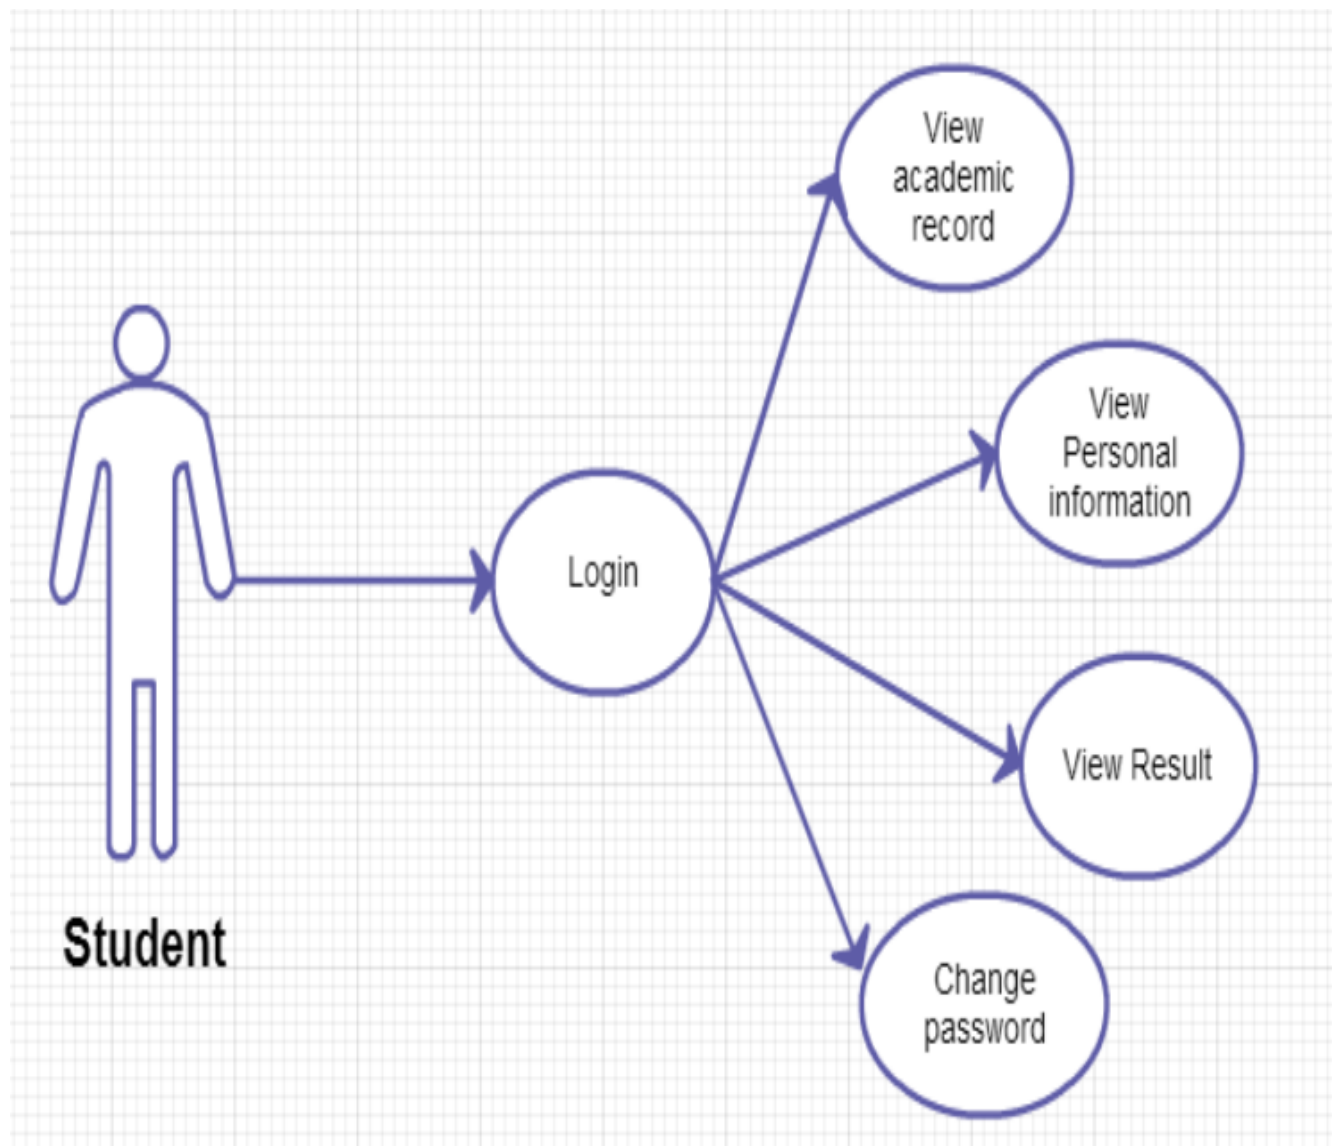 View
academic
record
View
Personal
information
Login
View Result
Student
Change
password